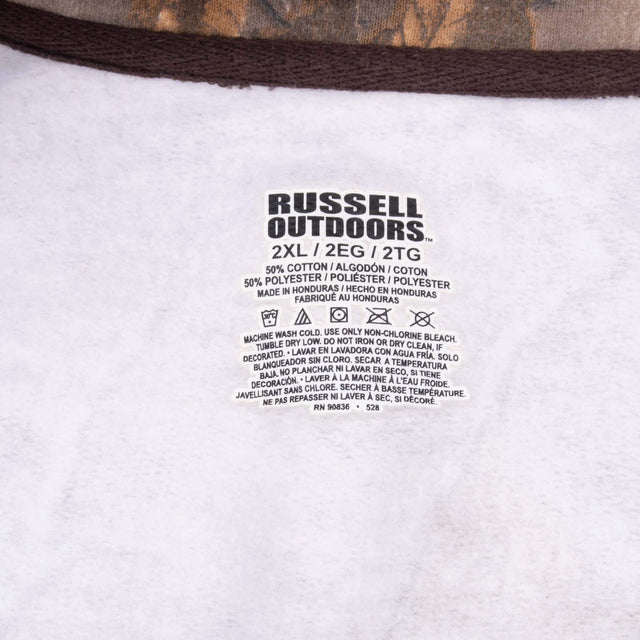 RUSSELL
OUTDOORS™
2XL / 2EG / 2TG
50% COTTON / ALGODÓN / COTON
50% POLYESTER / POLIÉSTER / POLYESTER
MADE IN HONDURAS / HECHO EN HONDURAS
FABRIQUÉ AU HONDURAS
MACHINE WASH COLD. USE ONLY NON-CHLORINE BLEACH.
TUMBLE DRY LOW. DO NOT IRON OR DRY CLEAN, IF
DECORATED. • LAVAR EN LAVADORA CON AGUA FRÍA. SOLO
BLANQUEADOR SIN CLORO. SECAR A TEMPERATURA
BAJA. NO PLANCHAR NI LAVAR EN SECO, SI TIENE
DECORACIÓN. • LAVER À LA MACHINE À L'EAU FROIDE.
JAVELLISANT SANS CHLORE. SÉCHER À BASSE TEMPÉRATURE.
NE PAS REPASSER NI LAVER À SEC, SI DÉCORÉ.
RN 90836 • 528